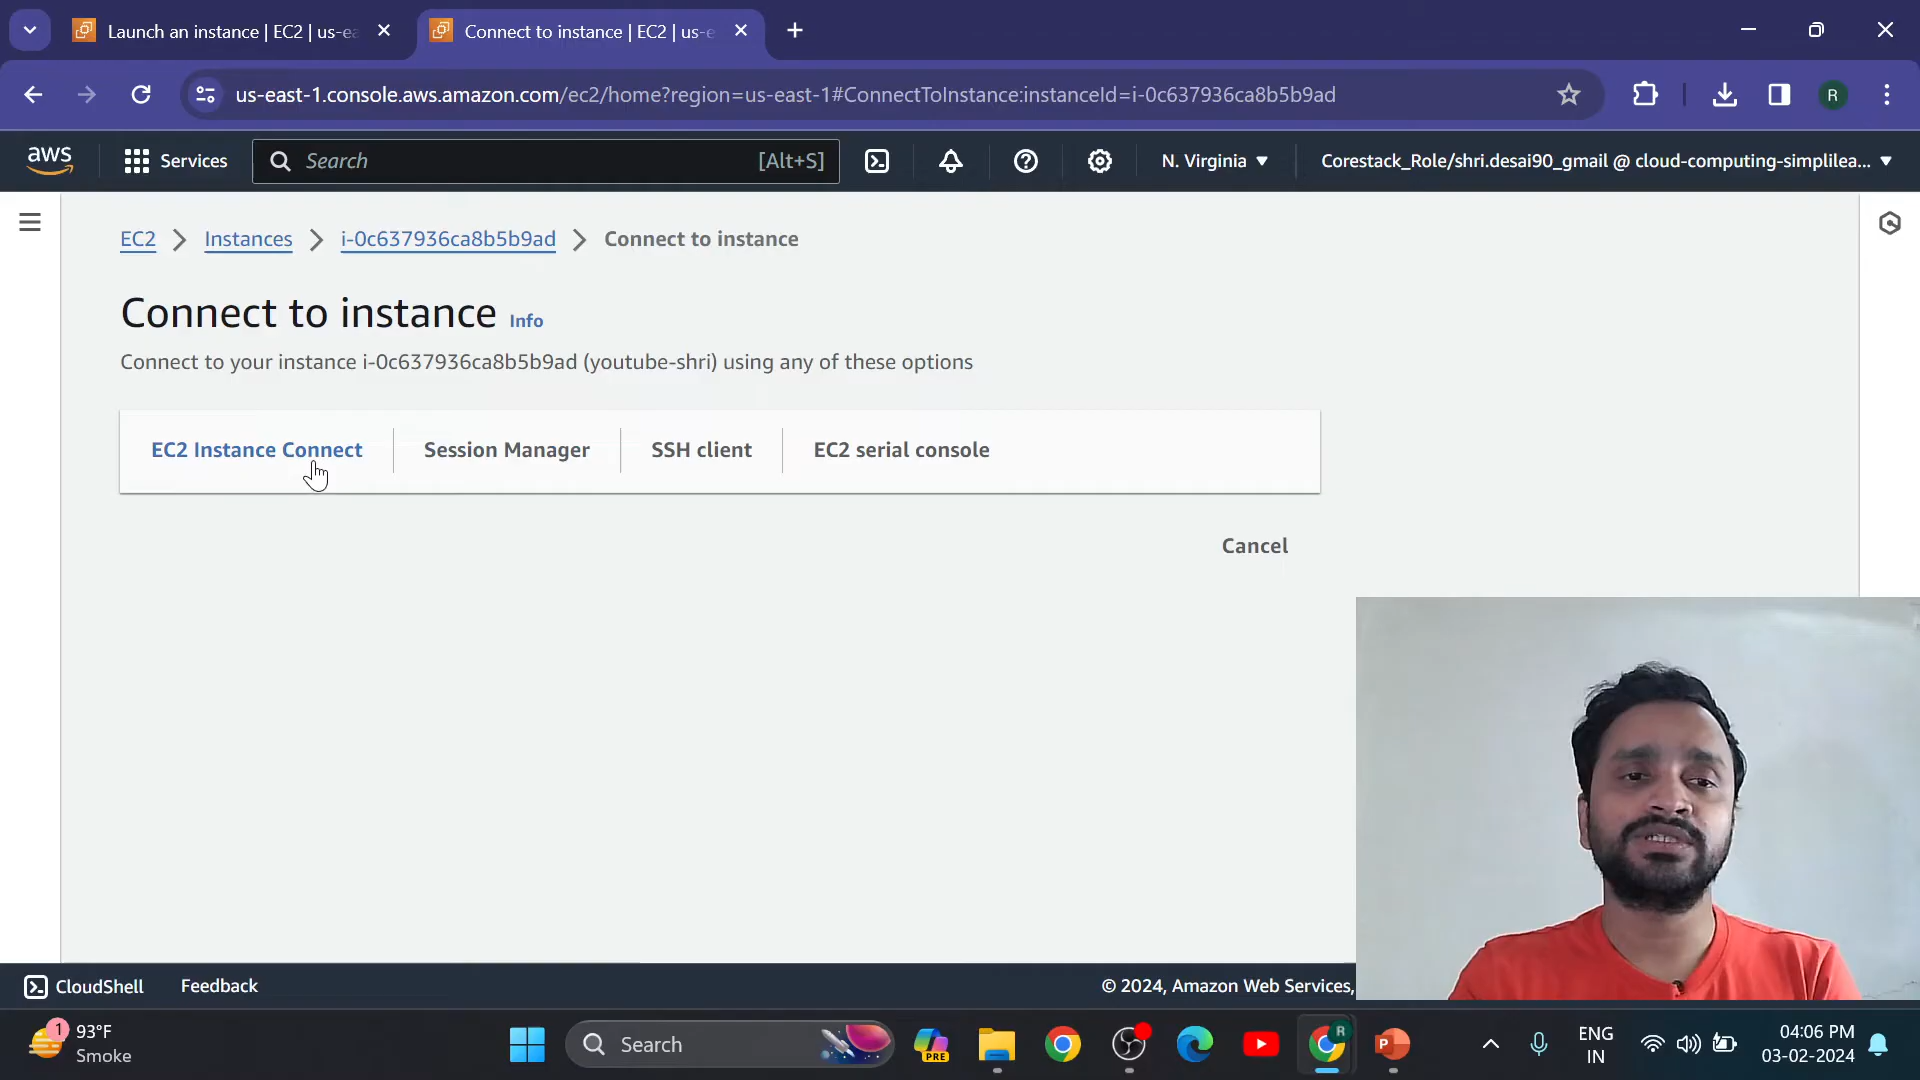 Launch an instance | EC2 | us-ea
Connect to instance | EC2 | us-e
us-east-1.console.aws.amazon.com/ec2/home?region=us-east-1#ConnectToInstance:instanceId=i-0c637936ca8b5b9ad
R
aws
Services
Search
[Alt+S]
N. Virginia
Corestack_Role/shri.desai90_gmail @ cloud-computing-simplilea...
EC2
Instances
i-0c637936ca8b5b9ad
Connect to instance
Connect to instance Info
Connect to your instance i-0c637936ca8b5b9ad (youtube-shri) using any of these options
EC2 Instance Connect
Session Manager
SSH client
EC2 serial console
Cancel
CloudShell
Feedback
© 2024, Amazon Web Services,
1
93°F
Smoke
Search
PRE
R
P
ENG
IN
04:06 PM
03-02-2024